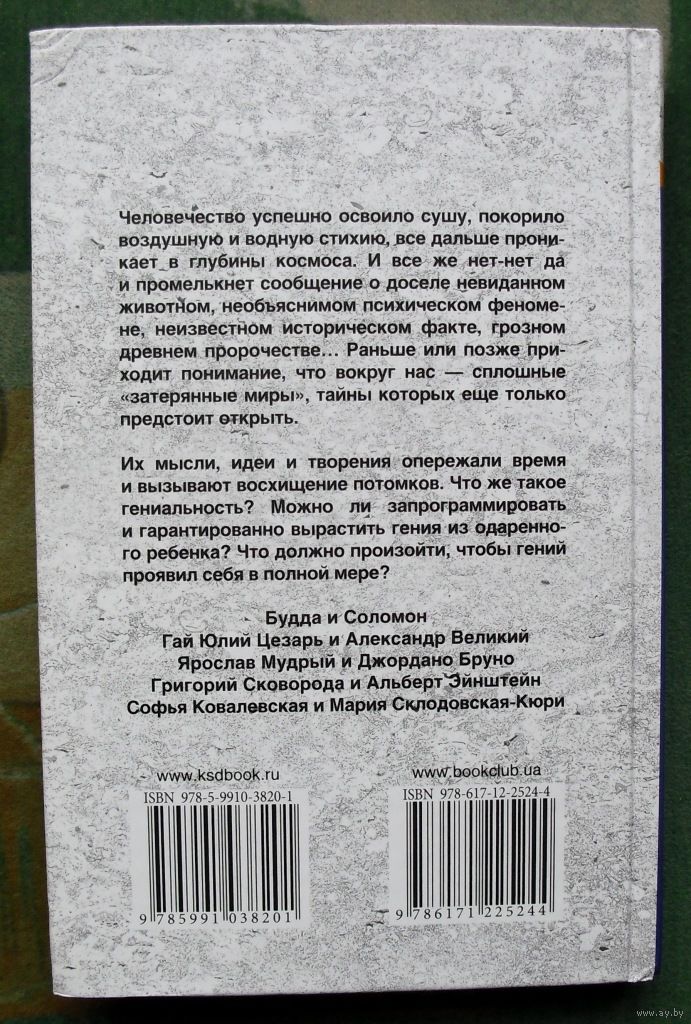 Человечество успешно освоило сушу, покорило
воздушную и водную стихию, все дальше прони-
кает в глубины космоса. И все же нет-нет да
и промелькнет сообщение о доселе невиданном
животном, необъяснимом психическом феноме-
не, неизвестном историческом факте, грозном
древнем пророчестве... Раньше или позже при-
ходит понимание, что вокруг нас — сплошные
«затерянные миры», тайны которых еще только
предстоит открыть.
Их мысли, идеи и творения опережали время
и вызывают восхищение потомков. Что же такое
гениальность? Можно ли запрограммировать
и гарантированно вырастить гения из одаренно-
го ребенка? Что должно произойти, чтобы гений
проявил себя в полной мере?
Будда и Соломон
Гай Юлий Цезарь и Александр Великий
Ярослав Мудрый и Джордано Бруно
Григорий Сковорода и Альберт Эйнштейн
Софья Ковалевская и Мария Склодовская-Кюри
www.ksdbook.ru
ISBN 978-5-9910-3820-1
9 785991 038201
www.bookclub.ua
ISBN 978-617-12-2524-4
9 786171 225244
www.ay.by